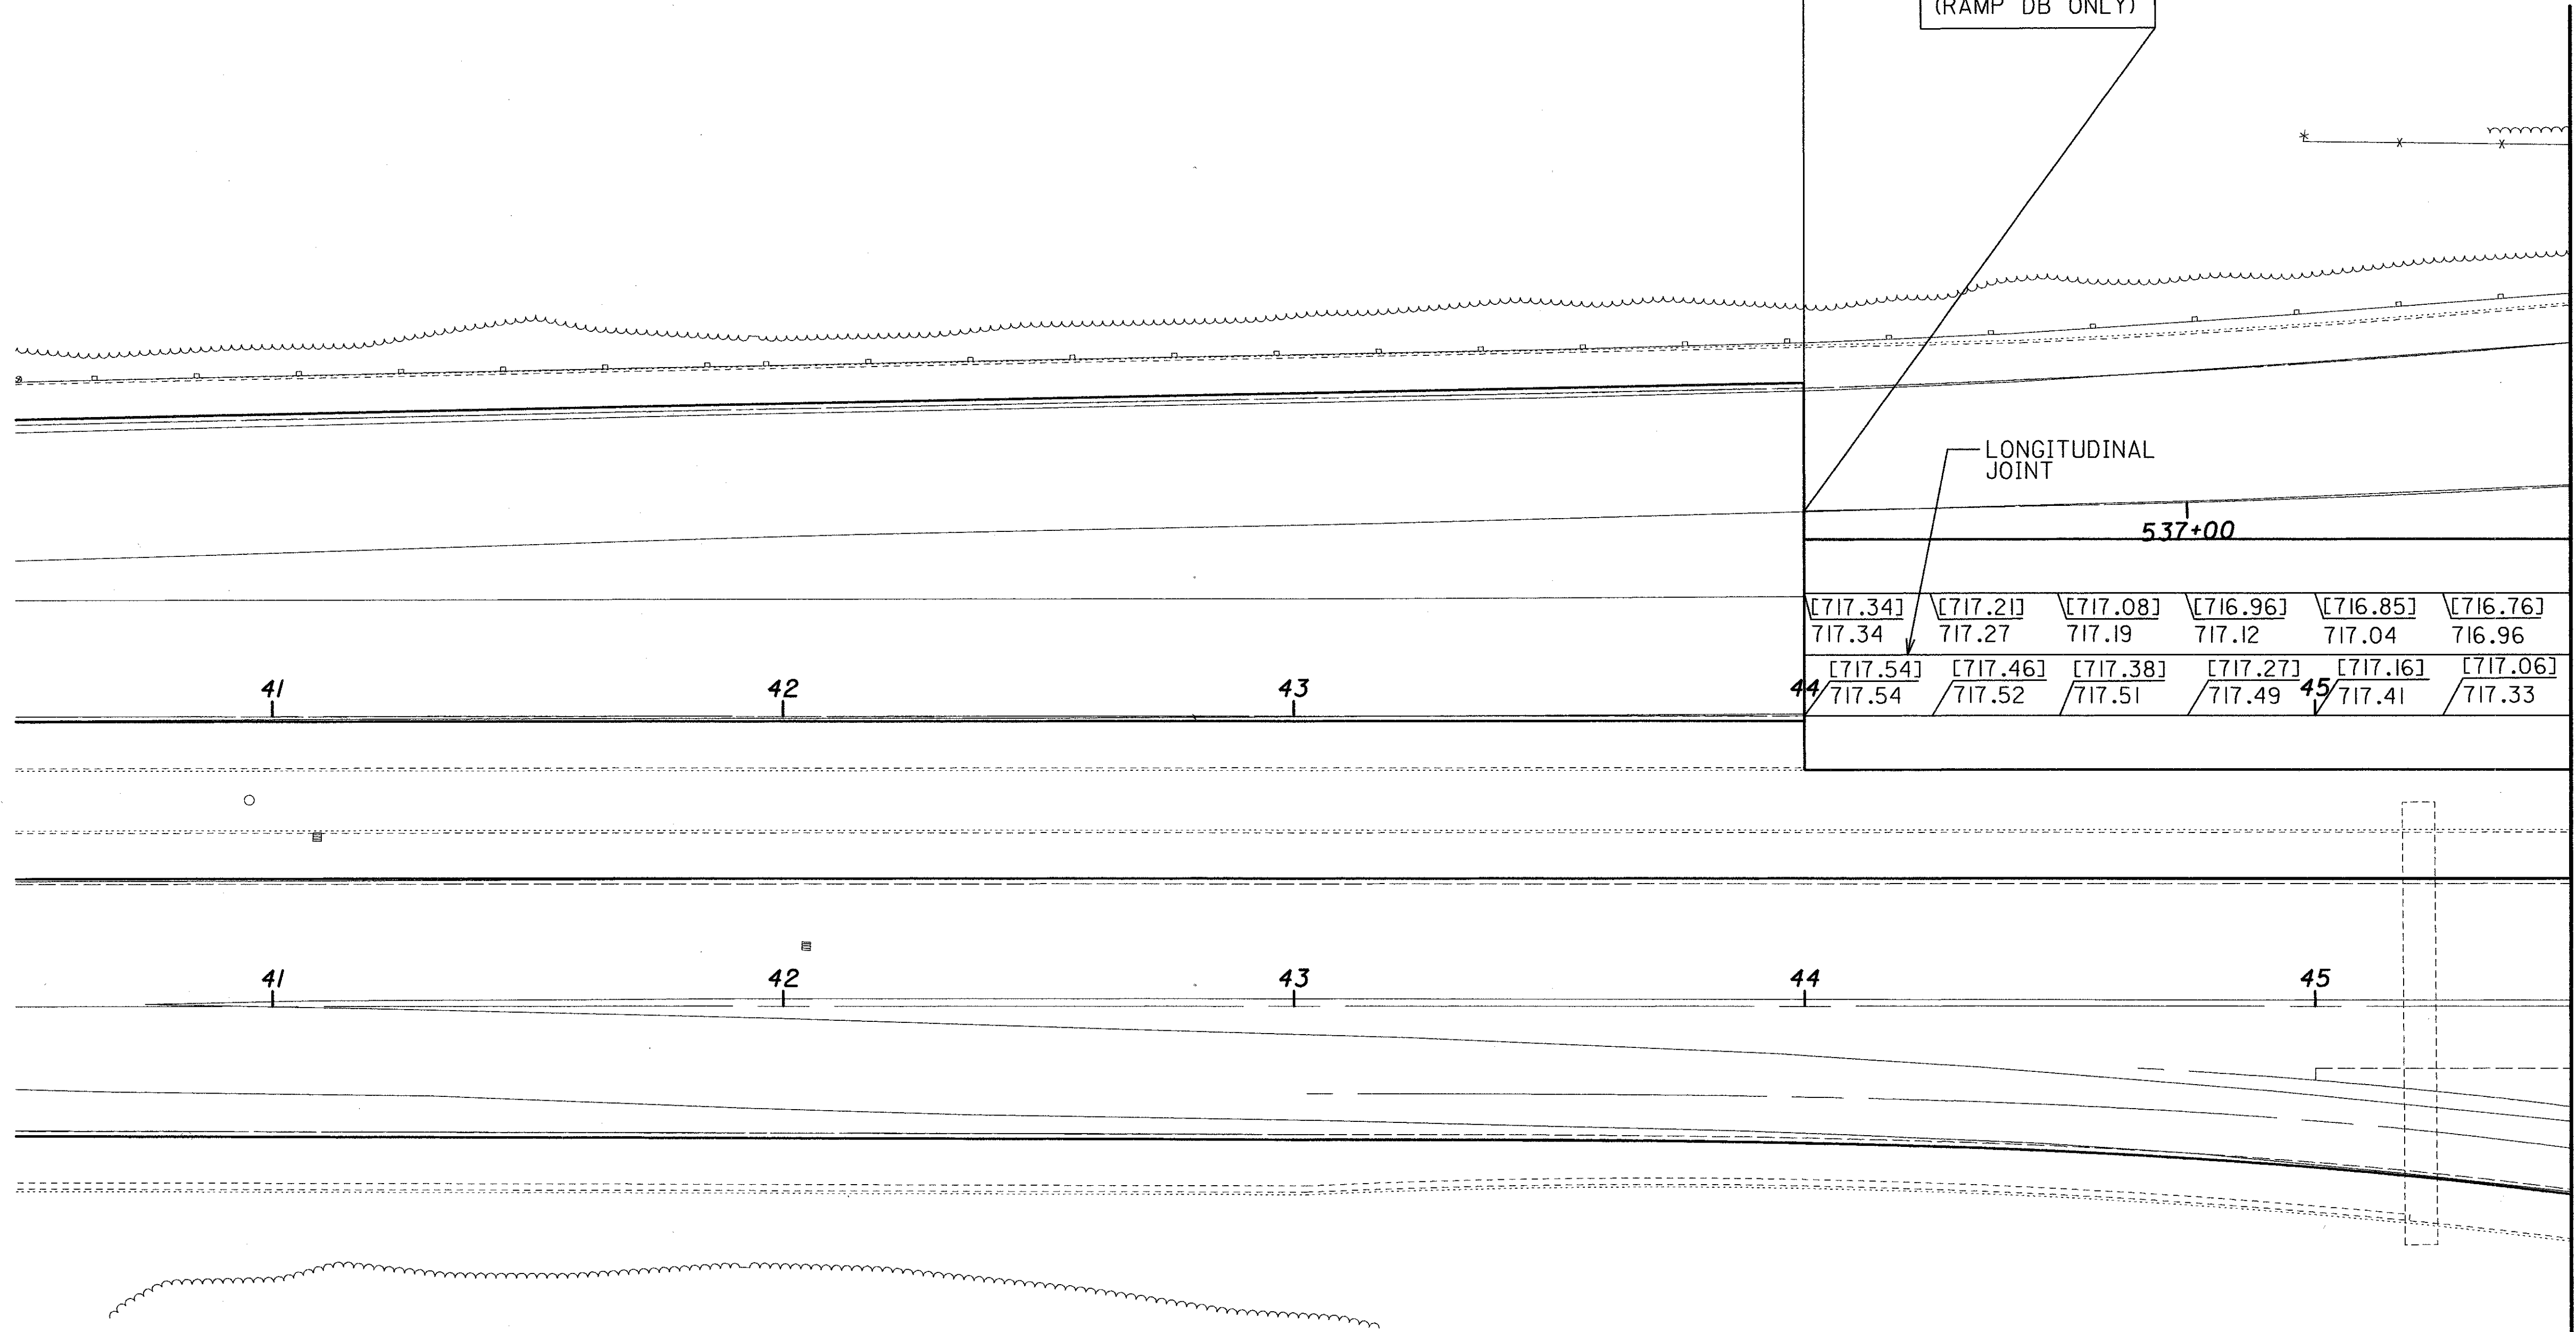 (RAMP DB ONLY)
LONGITUDINAL
JOINT
537+00
[717.34] [717.21] [717.08] [716.96] [716.85] [716.76]
717.34 717.27 717.19 717.12 717.04 716.96
[717.54] [717.46] [717.38] [717.27] [717.16] [717.06]
41 42 43 44 717.54 717.52 717.51 717.49 45 717.41 717.33
41 42 43 44 45